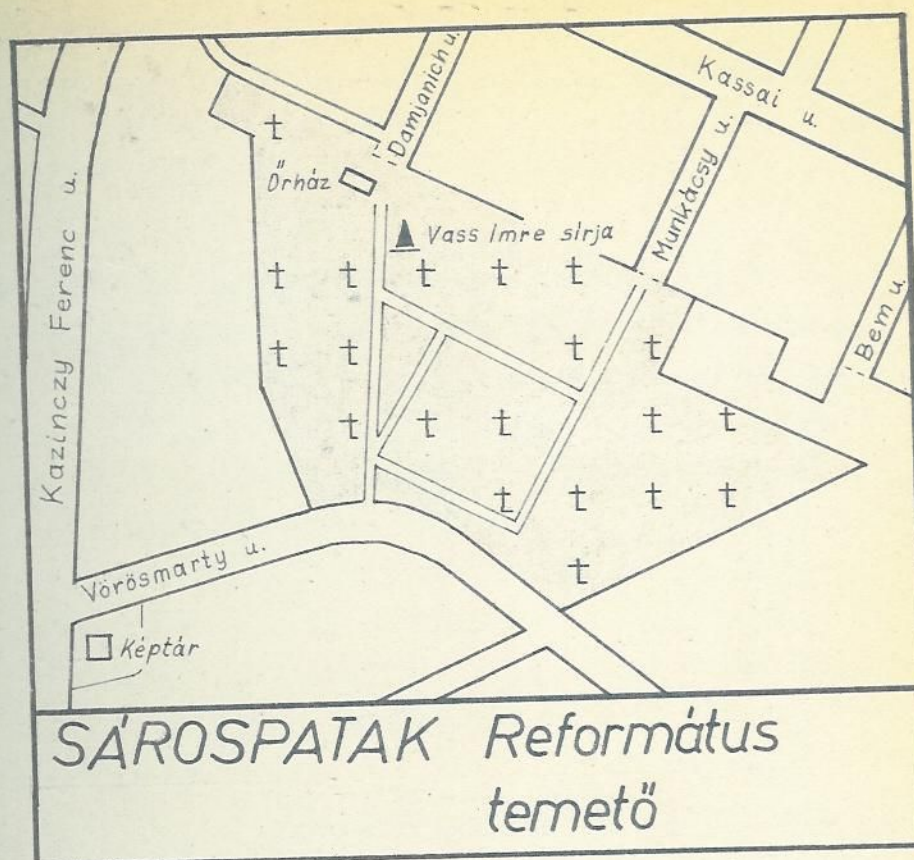 Kassai u.
Damjanich u.
Munkácsy u.
Őrház
Kazinczy Ferenc u.
Vass Imre sírja
Bem u.
Vörösmarty u.
Képtár
SÁROSPATAK Református
temető